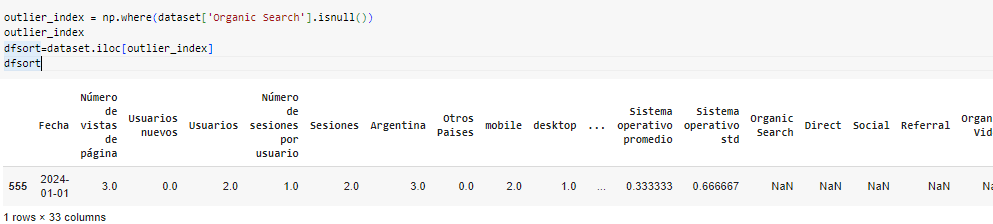 outlier_index = np.where(dataset['Organic Search'].isnull())
outlier_index
dfsort=dataset.iloc[outlier_index]
dfsort
Fecha Número de vistas de página Usuarios nuevos Usuarios Número de sesiones por usuario Sesiones Argentina Otros Paises mobile desktop ... Sistema operativo promedio Sistema operativo std Organic Search Direct Social Referral Organ Vid
555 2024-01-01 3.0 0.0 2.0 1.0 2.0 3.0 0.0 2.0 1.0 ... 0.333333 0.666667 NaN NaN NaN NaN Na
1 rows × 33 columns